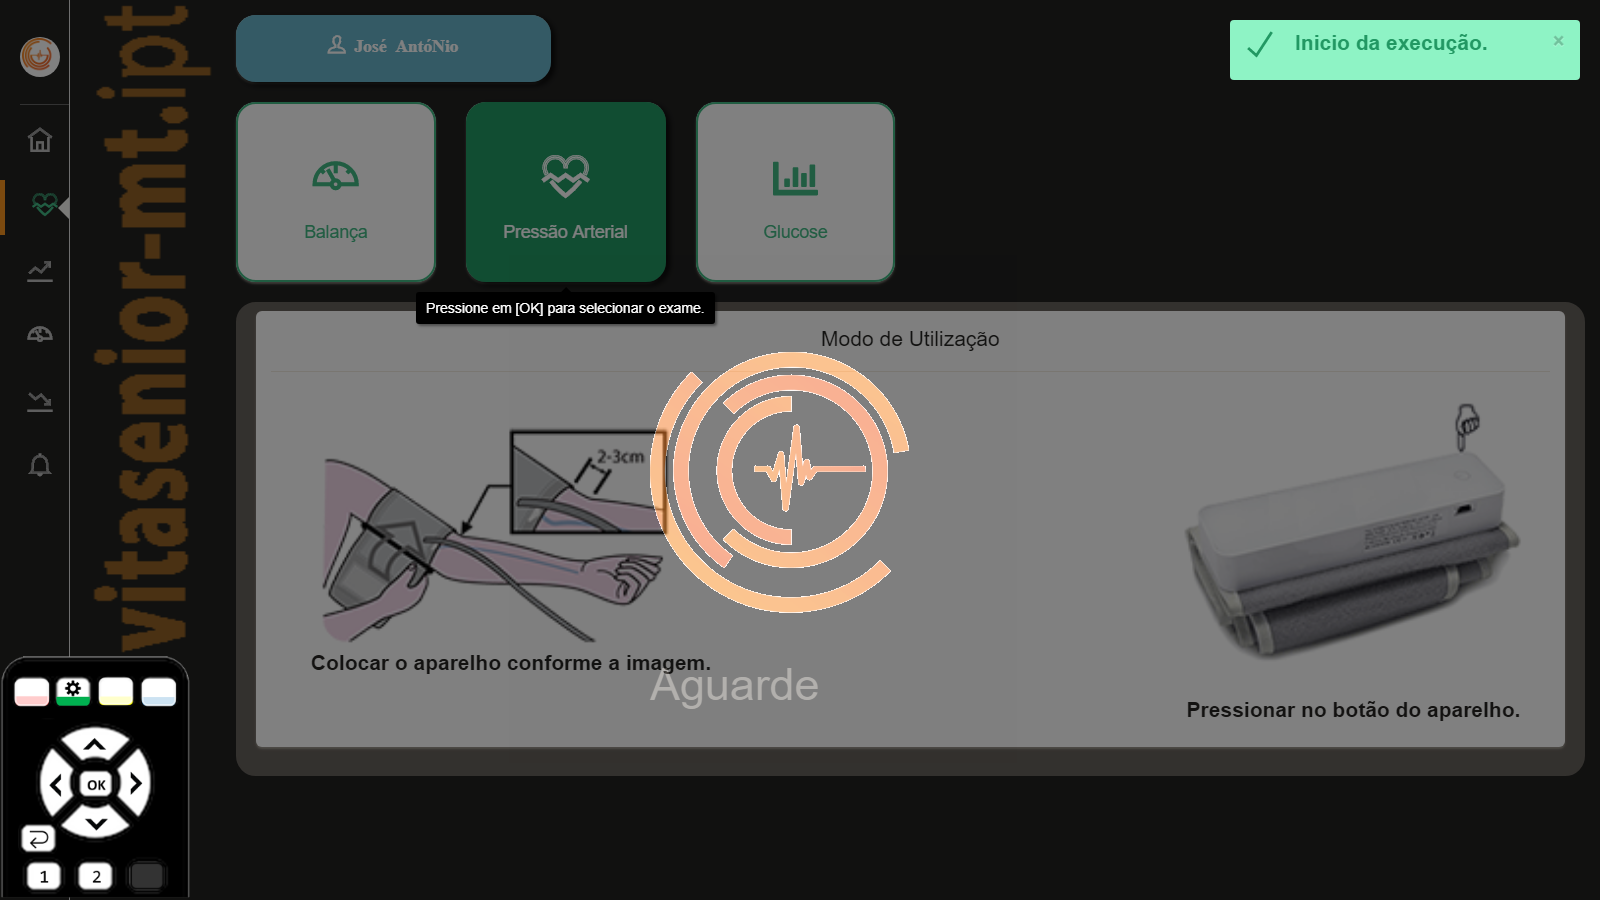 vitasenior-mt.ipt
José AntóNio
Inicio da execução.
×
Balança
Pressão Arterial
Glucose
Pressione em [OK] para selecionar o exame.
Modo de Utilização
2-3cm
Colocar o aparelho conforme a imagem.
Aguarde
Pressionar no botão do aparelho.
OK
1
2